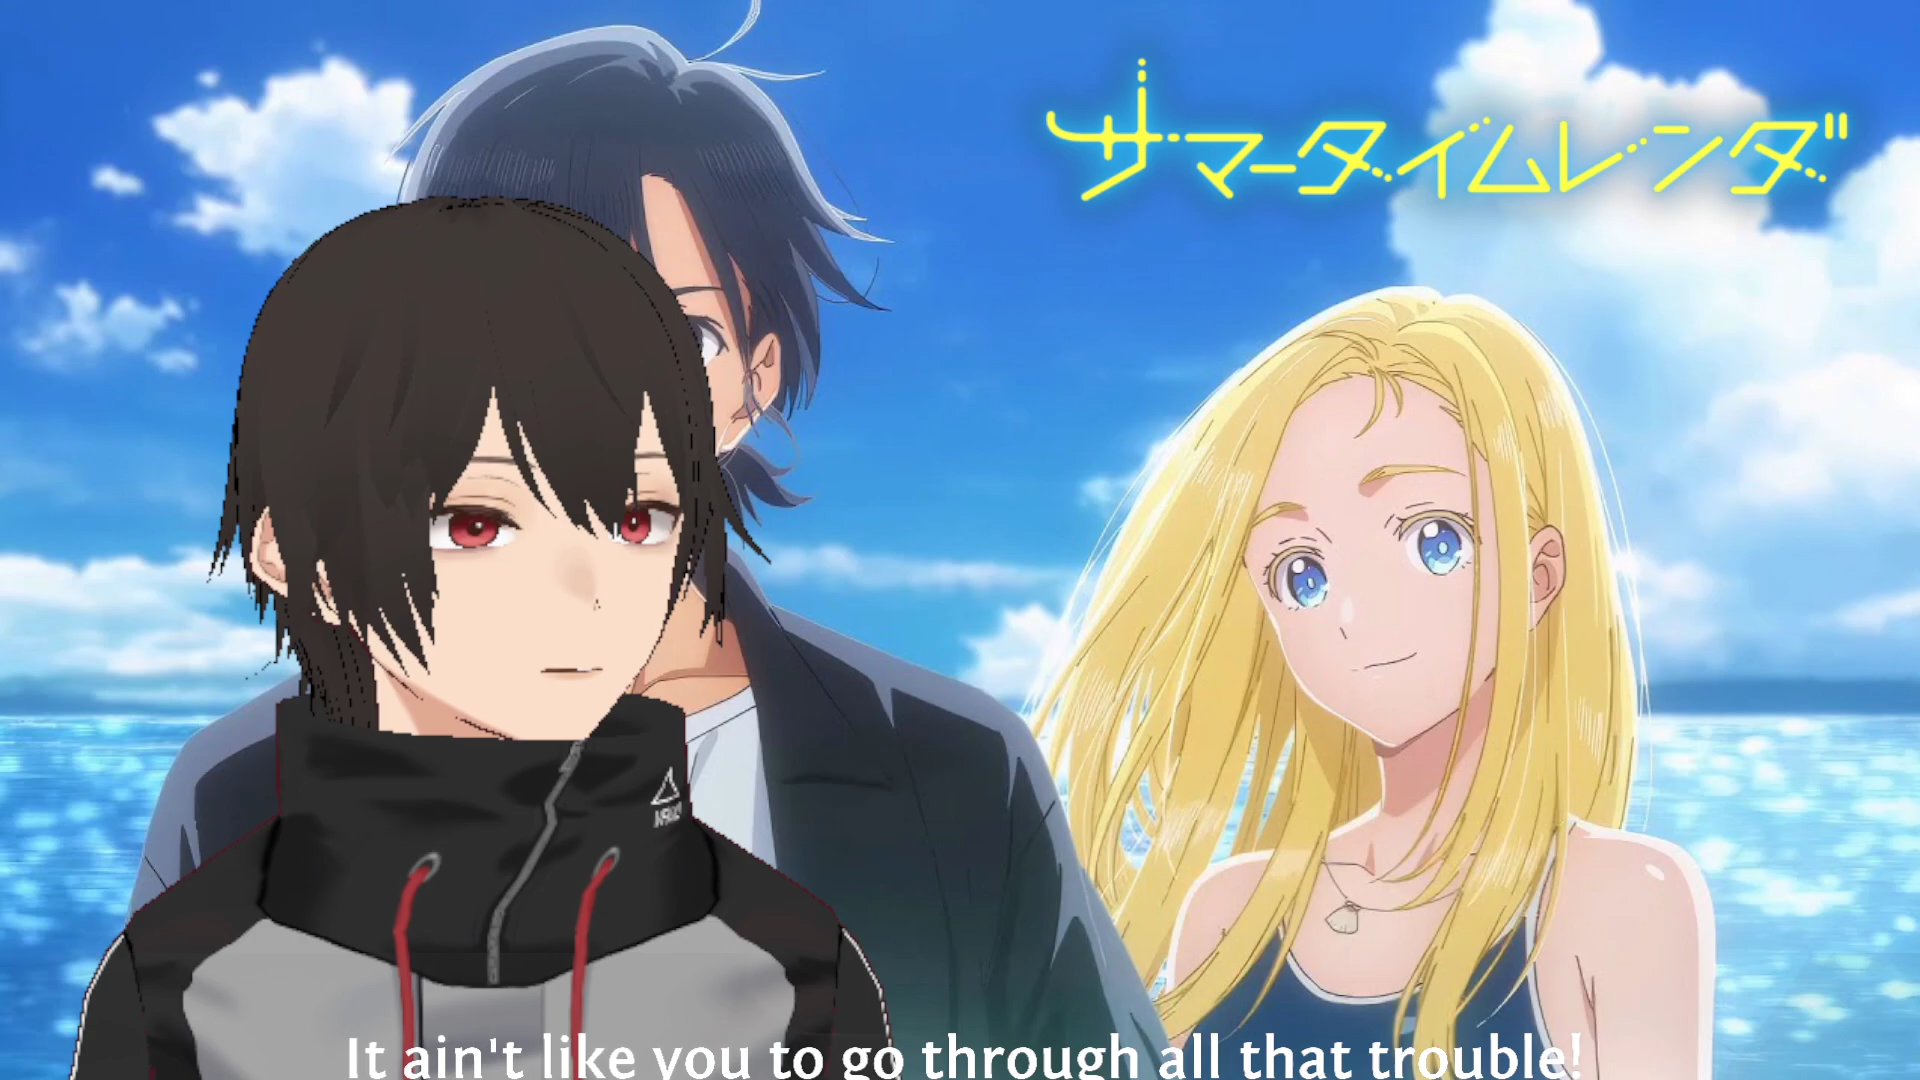 サマータイムレンダ
It ain't like you to go through all that trouble!